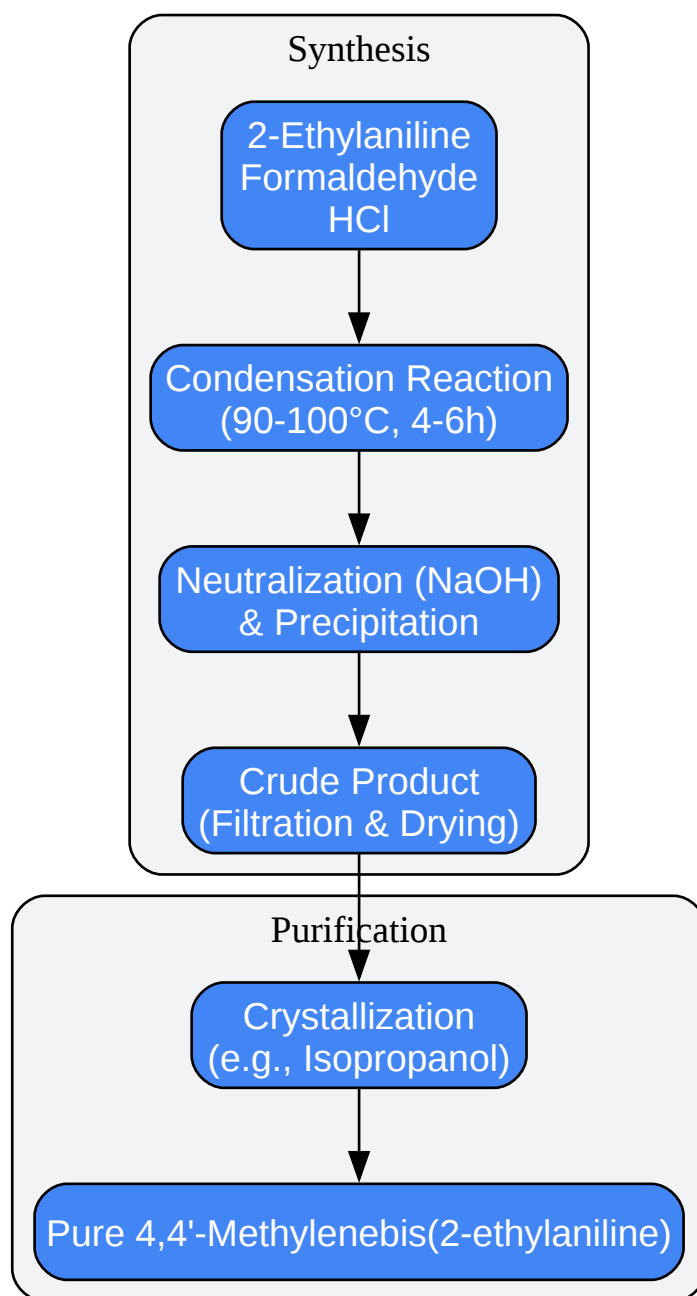 Synthesis
2-Ethylaniline
Formaldehyde
HCl
Condensation Reaction
(90-100°C, 4-6h)
Neutralization (NaOH)
& Precipitation
Crude Product
(Filtration & Drying)
Purification
Crystallization
(e.g., Isopropanol)
Pure 4,4'-Methylenebis(2-ethylaniline)